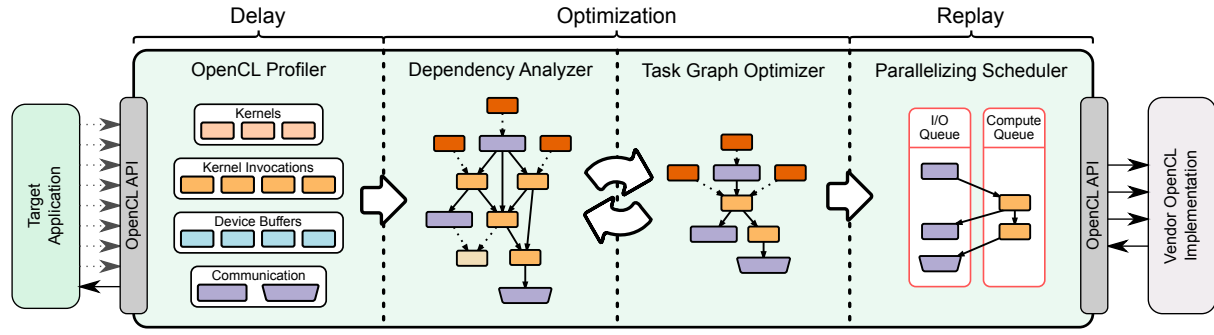 Delay
Optimization
Replay
OpenCL Profiler
Dependency Analyzer
Task Graph Optimizer
Parallelizing Scheduler
Target
Application
OpenCL API
Kernels
Kernel Invocations
Device Buffers
Communication
I/O
Queue
Compute
Queue
OpenCL API
Vendor OpenCL
Implementation